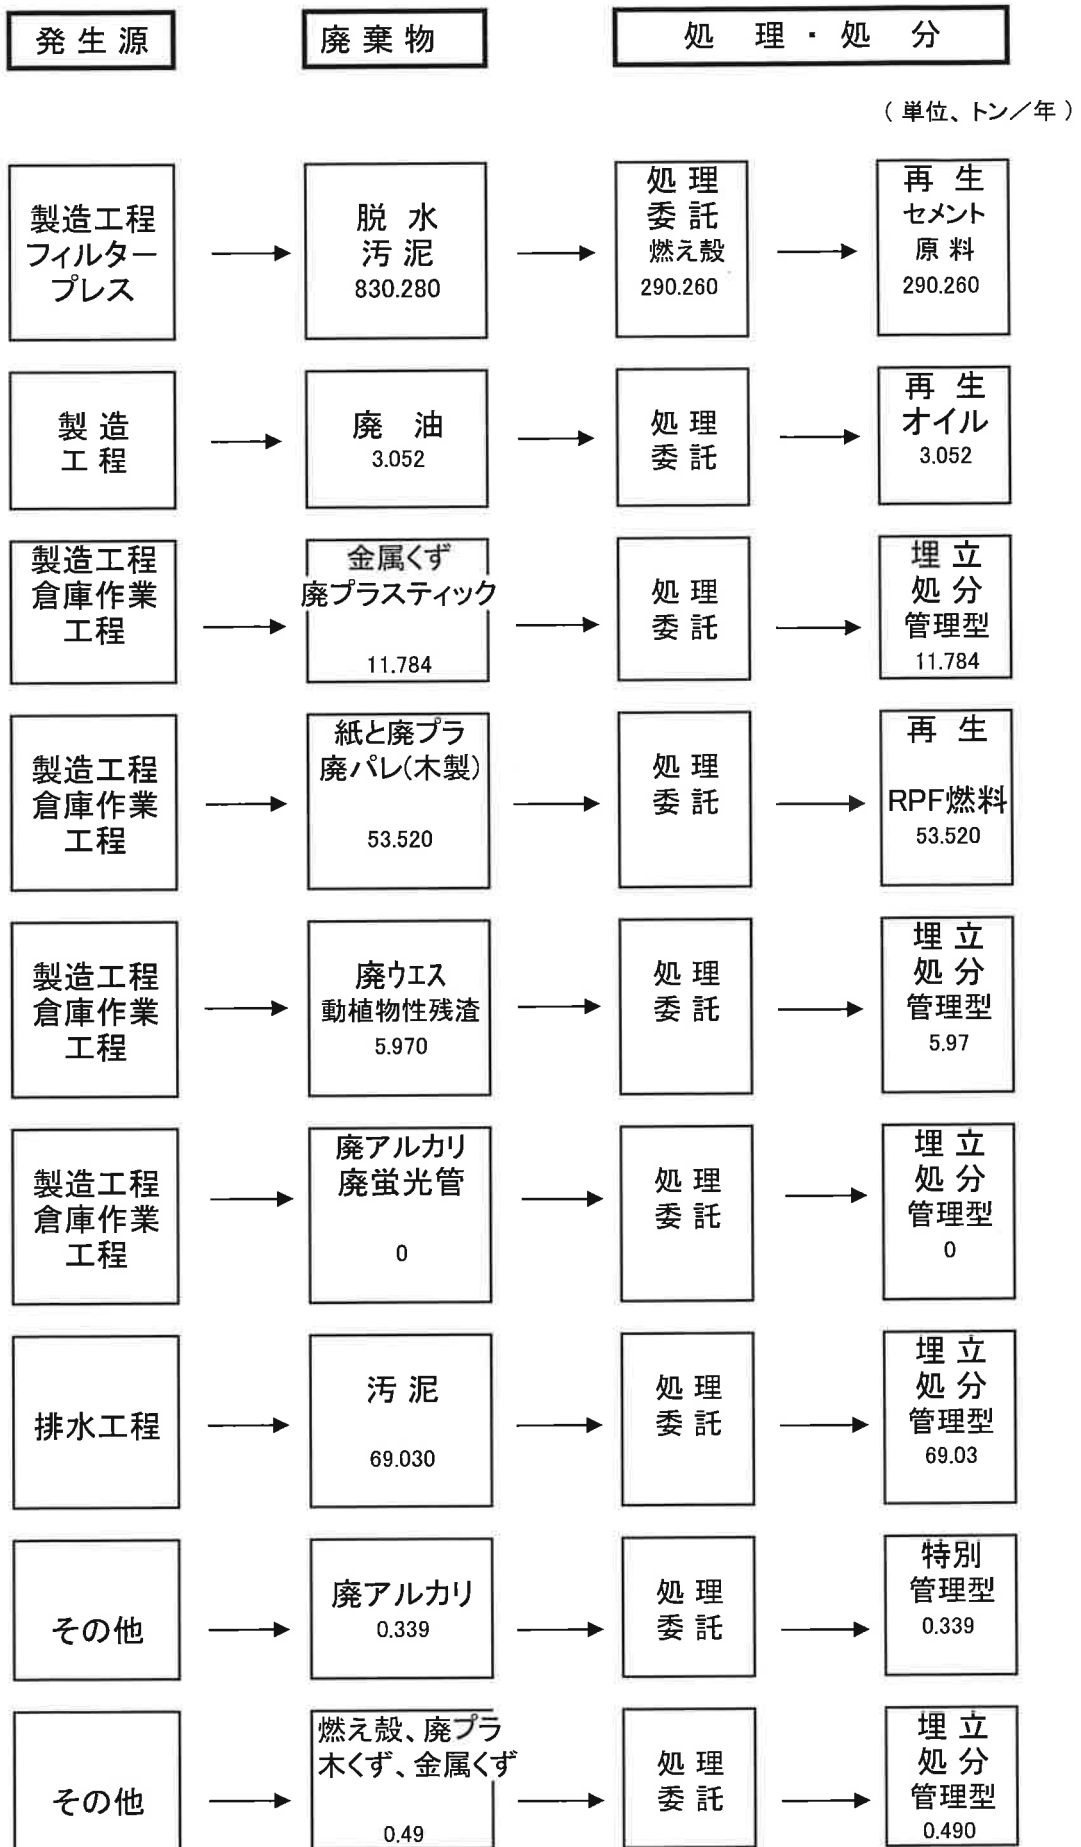 発生源
廃棄物
処 理・処 分
(単位、トン／年)
製造工程
フィルター
プレス
脱 水
汚 泥
830.280
処 理
委 託
燃え殻
290.260
再 生
セメント
原 料
290.260
製 造
工 程
廃 油
3.052
処 理
委 託
再 生
オイル
3.052
製造工程
倉庫作業
工程
金属くず
廃プラスティック
11.784
処 理
委 託
埋 立
処 分
管理型
11.784
製造工程
倉庫作業
工程
紙と廃プラ
廃パレ(木製)
53.520
処 理
委 託
再 生
RPF燃料
53.520
製造工程
倉庫作業
工程
廃ウエス
動植物性残渣
5.970
処 理
委 託
埋 立
処 分
管理型
5.97
製造工程
倉庫作業
工程
廃アルカリ
廃蛍光管
0
処 理
委 託
埋 立
処 分
管理型
0
排水工程
汚 泥
69.030
処 理
委 託
埋 立
処 分
管理型
69.03
その他
廃アルカリ
0.339
処 理
委 託
特別
管理型
0.339
その他
燃え殻、廃プラ
木くず、金属くず
0.49
処 理
委 託
埋 立
処 分
管理型
0.490